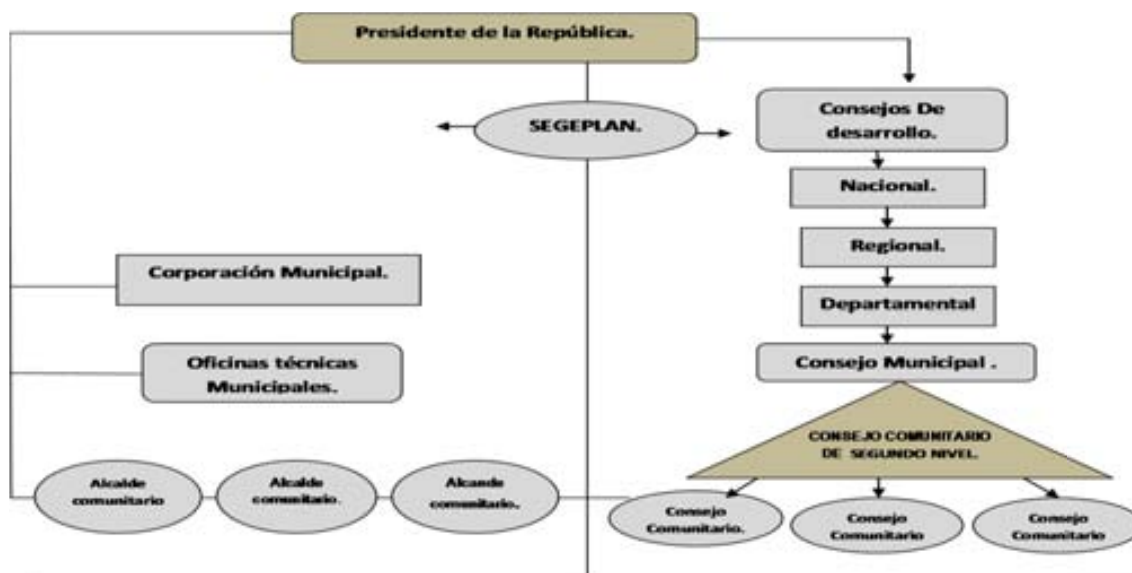 Presidente de la República.
SEGEPLAN.
Consejos De
desarrollo.
Nacional.
Regional.
Departamental
Consejo Municipal .
CONSEJO COMUNITARIO
DE SEGUNDO NIVEL.
Corporación Municipal.
Oficinas técnicas
Municipales.
Alcalde
comunitario
Alcalde
comunitario.
comunitario.
Consejo
Comunitario.
Consejo
Comunitario
Consejo
Comunitario